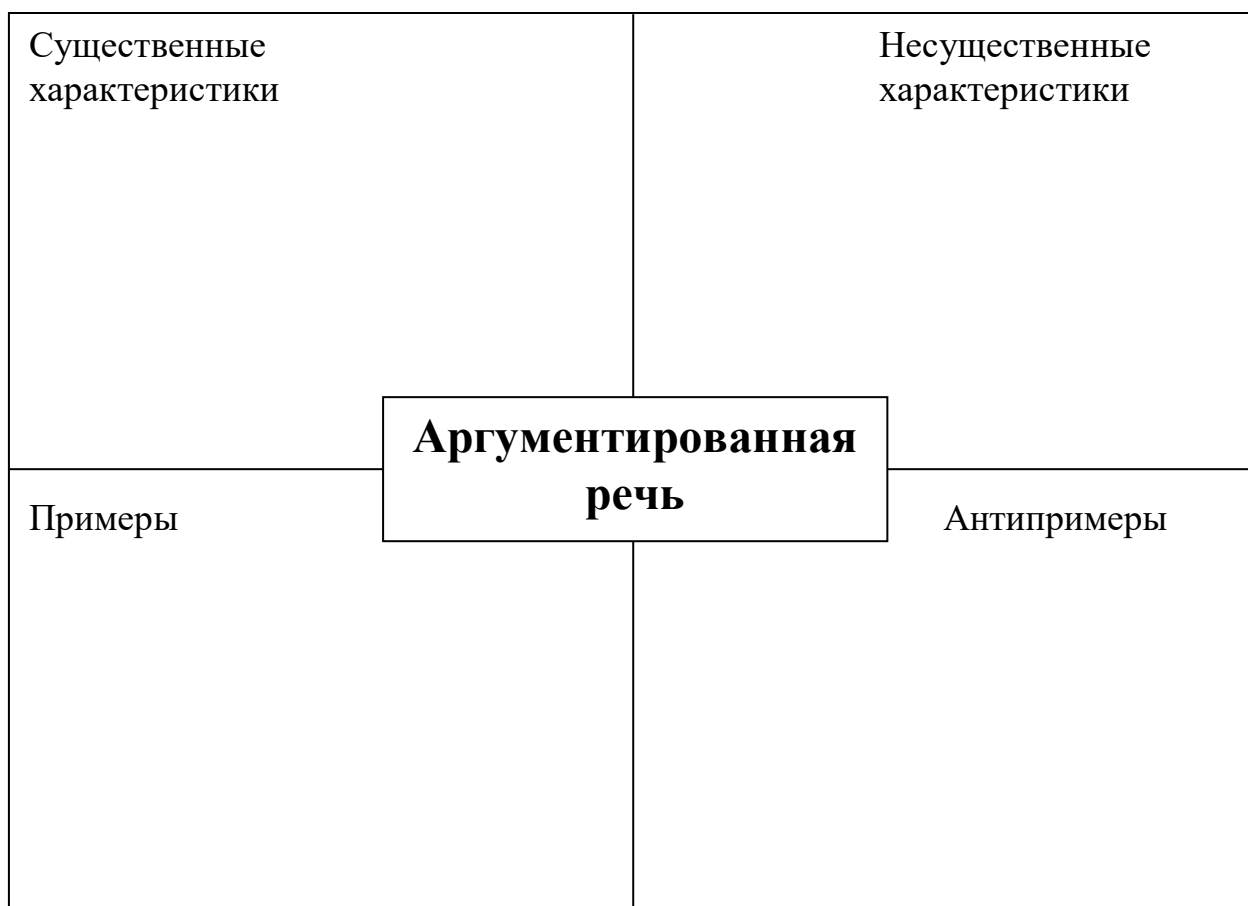 Существенные
характеристики
Несущественные
характеристики
Аргументированная
речь
Примеры
Антипримеры